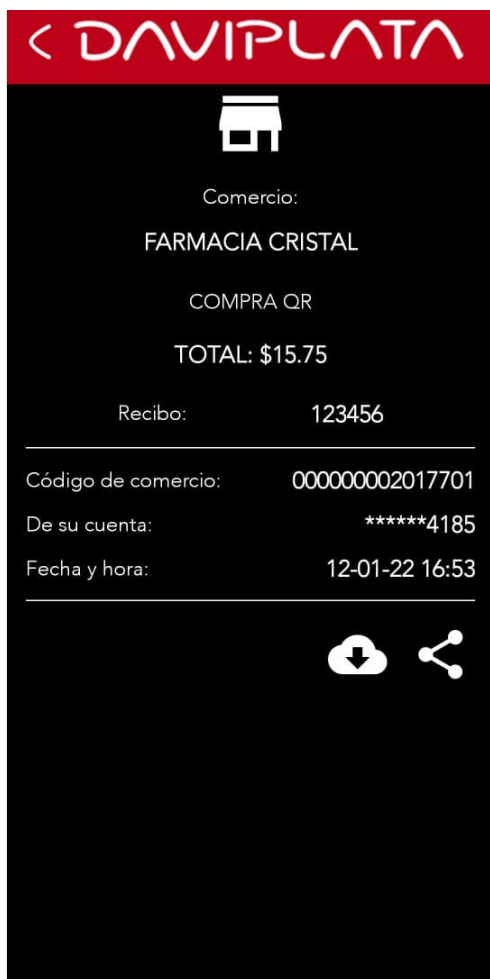 < DAVIPLATA
Comercio:
FARMACIA CRISTAL
COMPRA QR
TOTAL: $15.75
Recibo: 123456
Código de comercio: 000000002017701
De su cuenta: ******4185
Fecha y hora: 12-01-22 16:53